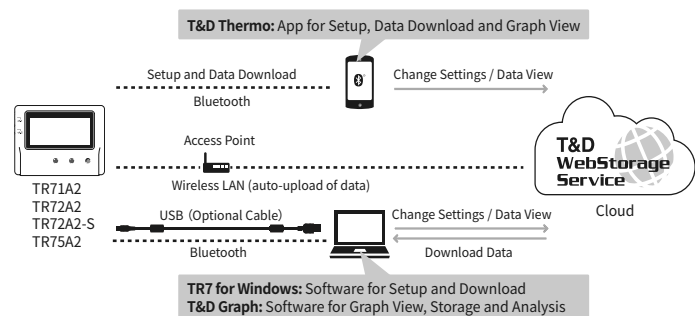 T&D Thermo: App for Setup, Data Download and Graph View
Setup and Data Download
Bluetooth
Change Settings / Data View
Access Point
Wireless LAN (auto-upload of data)
T&D
WebStorage
Service
Cloud
TR71A2
TR72A2
TR72A2-S
TR75A2
USB (Optional Cable)
Bluetooth
Change Settings / Data View
Download Data
TR7 for Windows: Software for Setup and Download
T&D Graph: Software for Graph View, Storage and Analysis